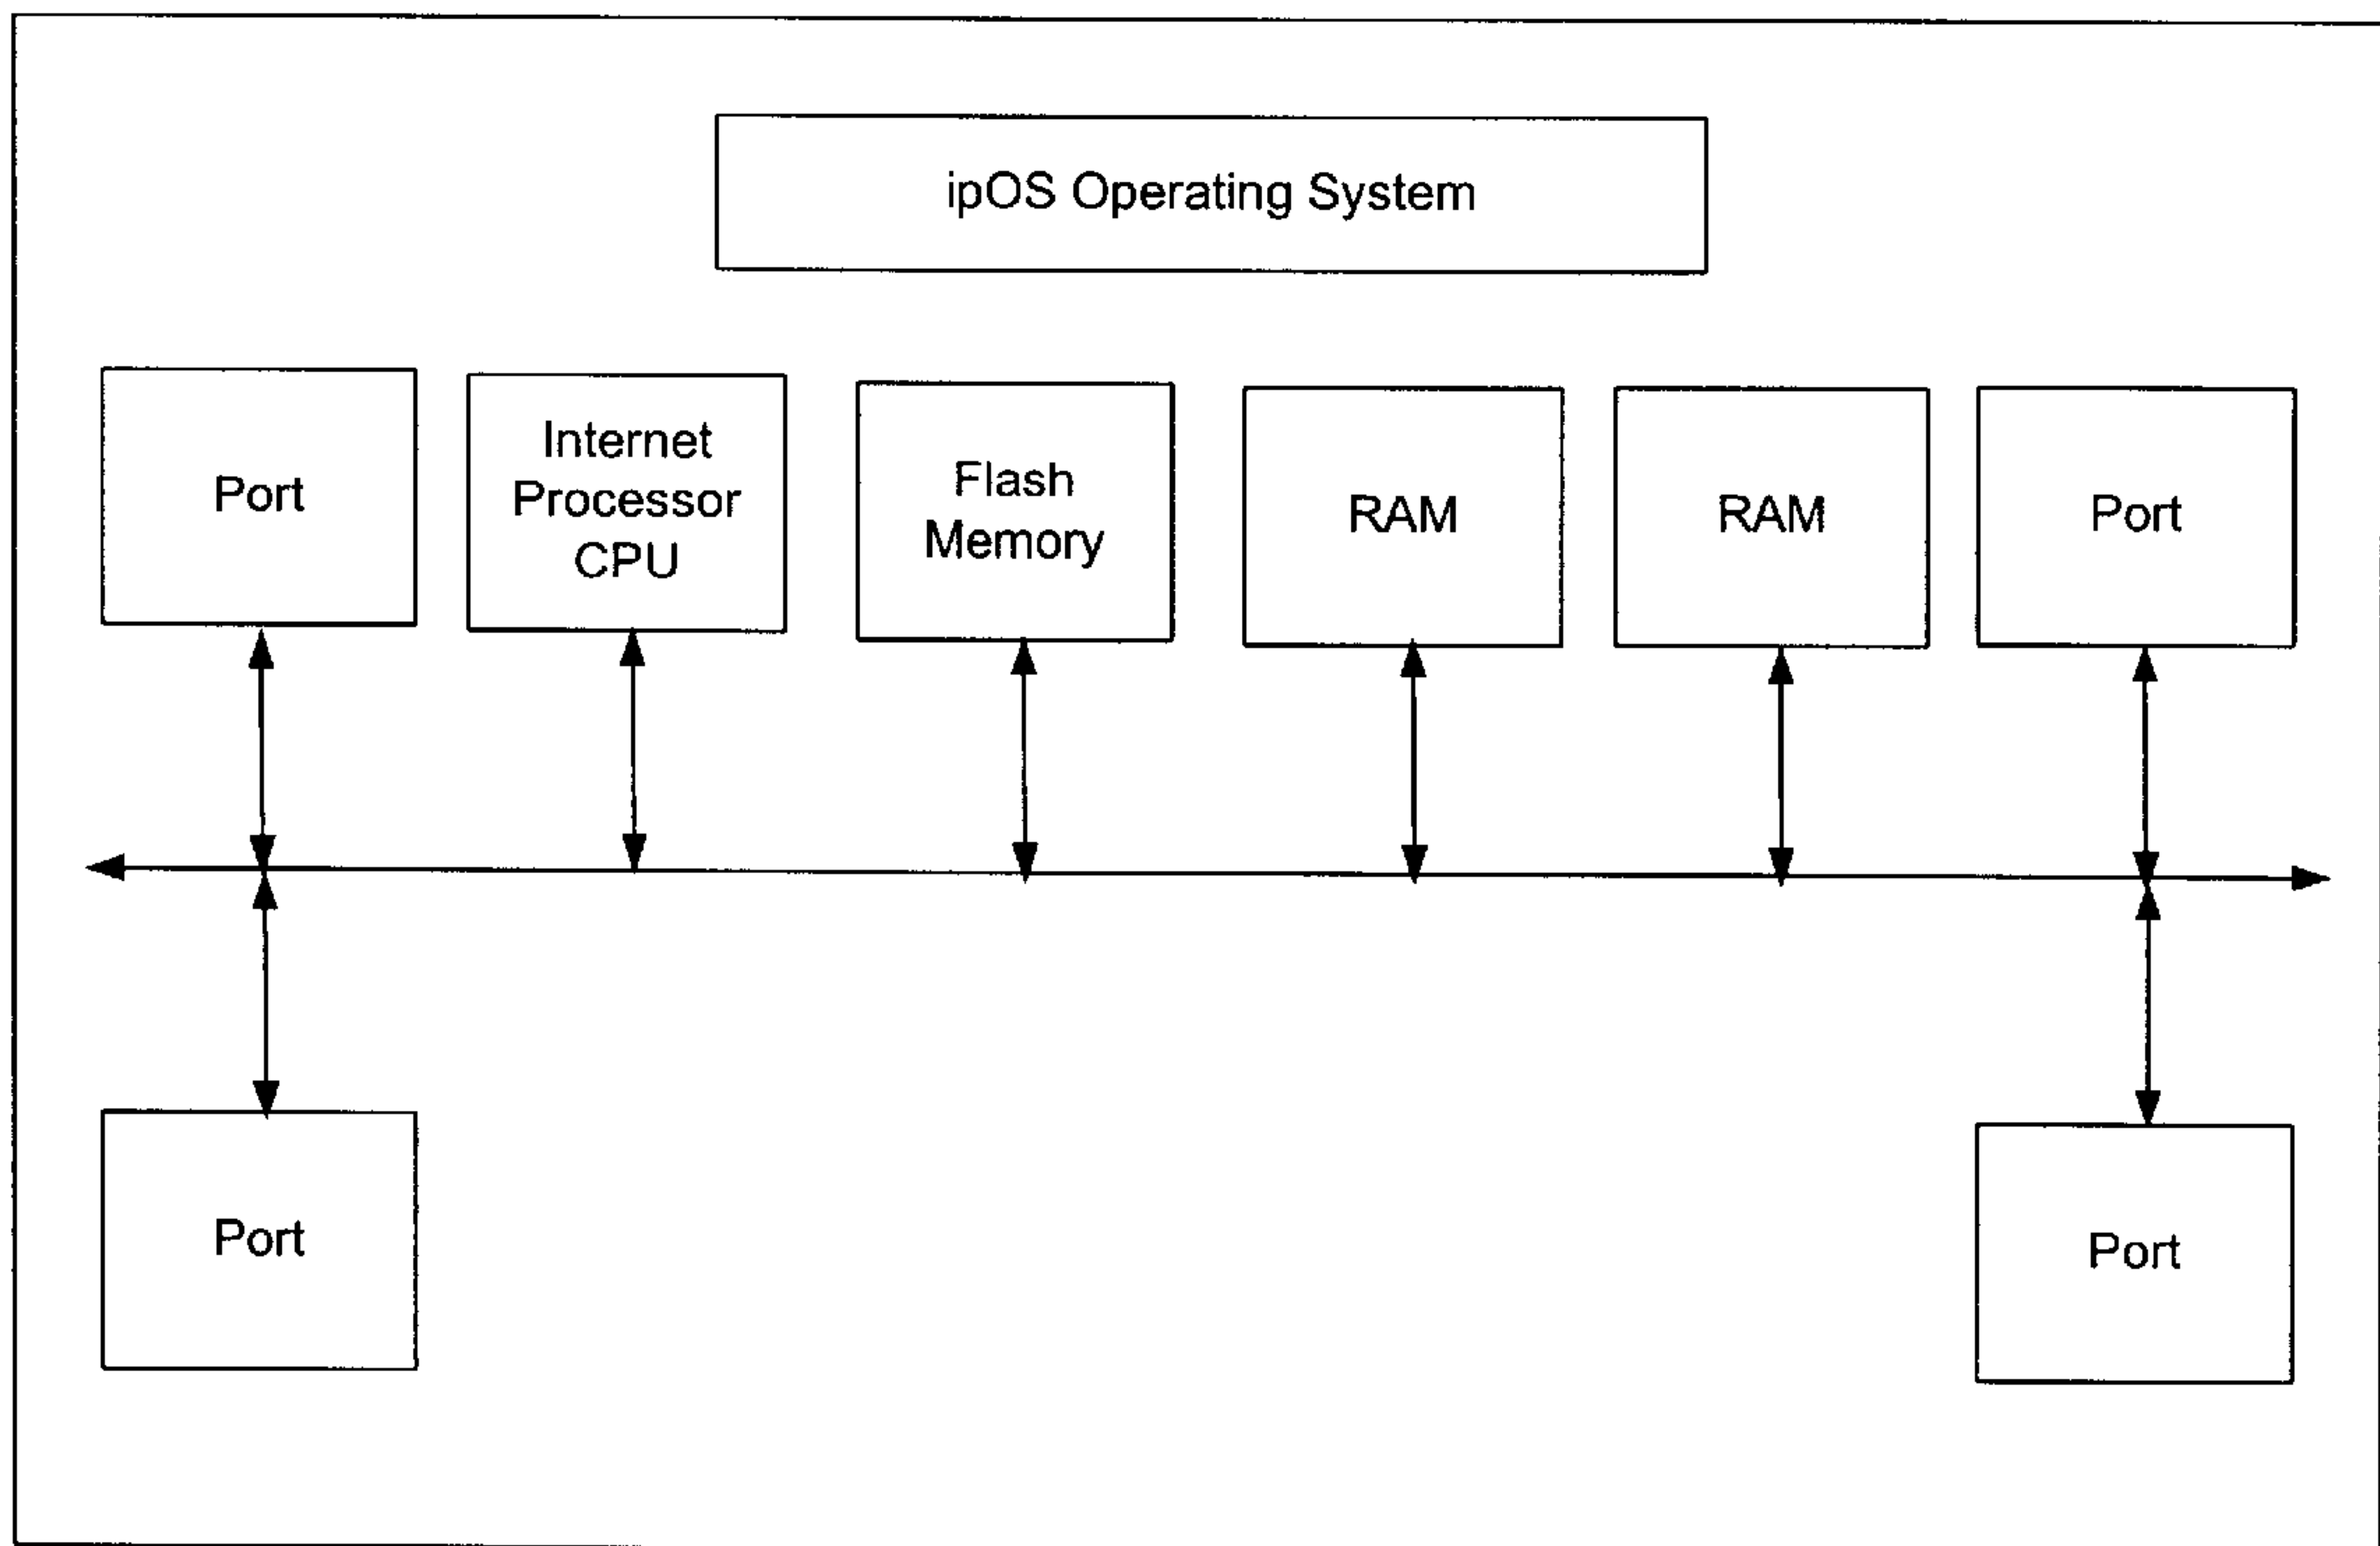 ipOS Operating System
Port
Internet
Processor
CPU
Flash
Memory
RAM
RAM
Port
Port
Port